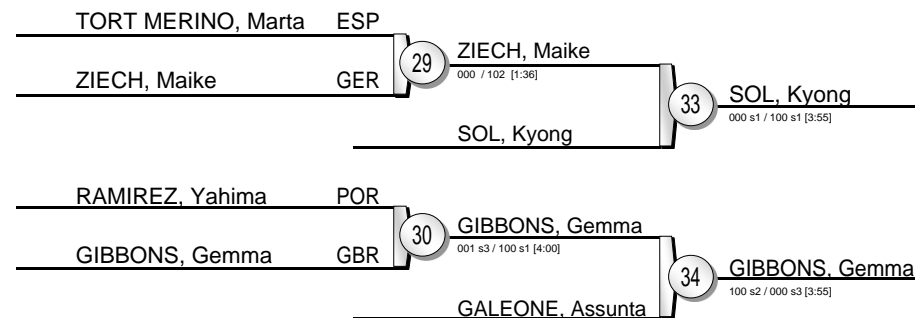 TORT MERINO, Marta ESP
ZIECH, Maike GER
29
ZIECH, Maike
000 / 102 [1:36]
SOL, Kyong
33
SOL, Kyong
000 s1 / 100 s1 [3:55]
RAMIREZ, Yahima POR
GIBBONS, Gemma GBR
30
GIBBONS, Gemma
001 s3 / 100 s1 [4:00]
GALEONE, Assunta
34
GIBBONS, Gemma
100 s2 / 000 s3 [3:55]